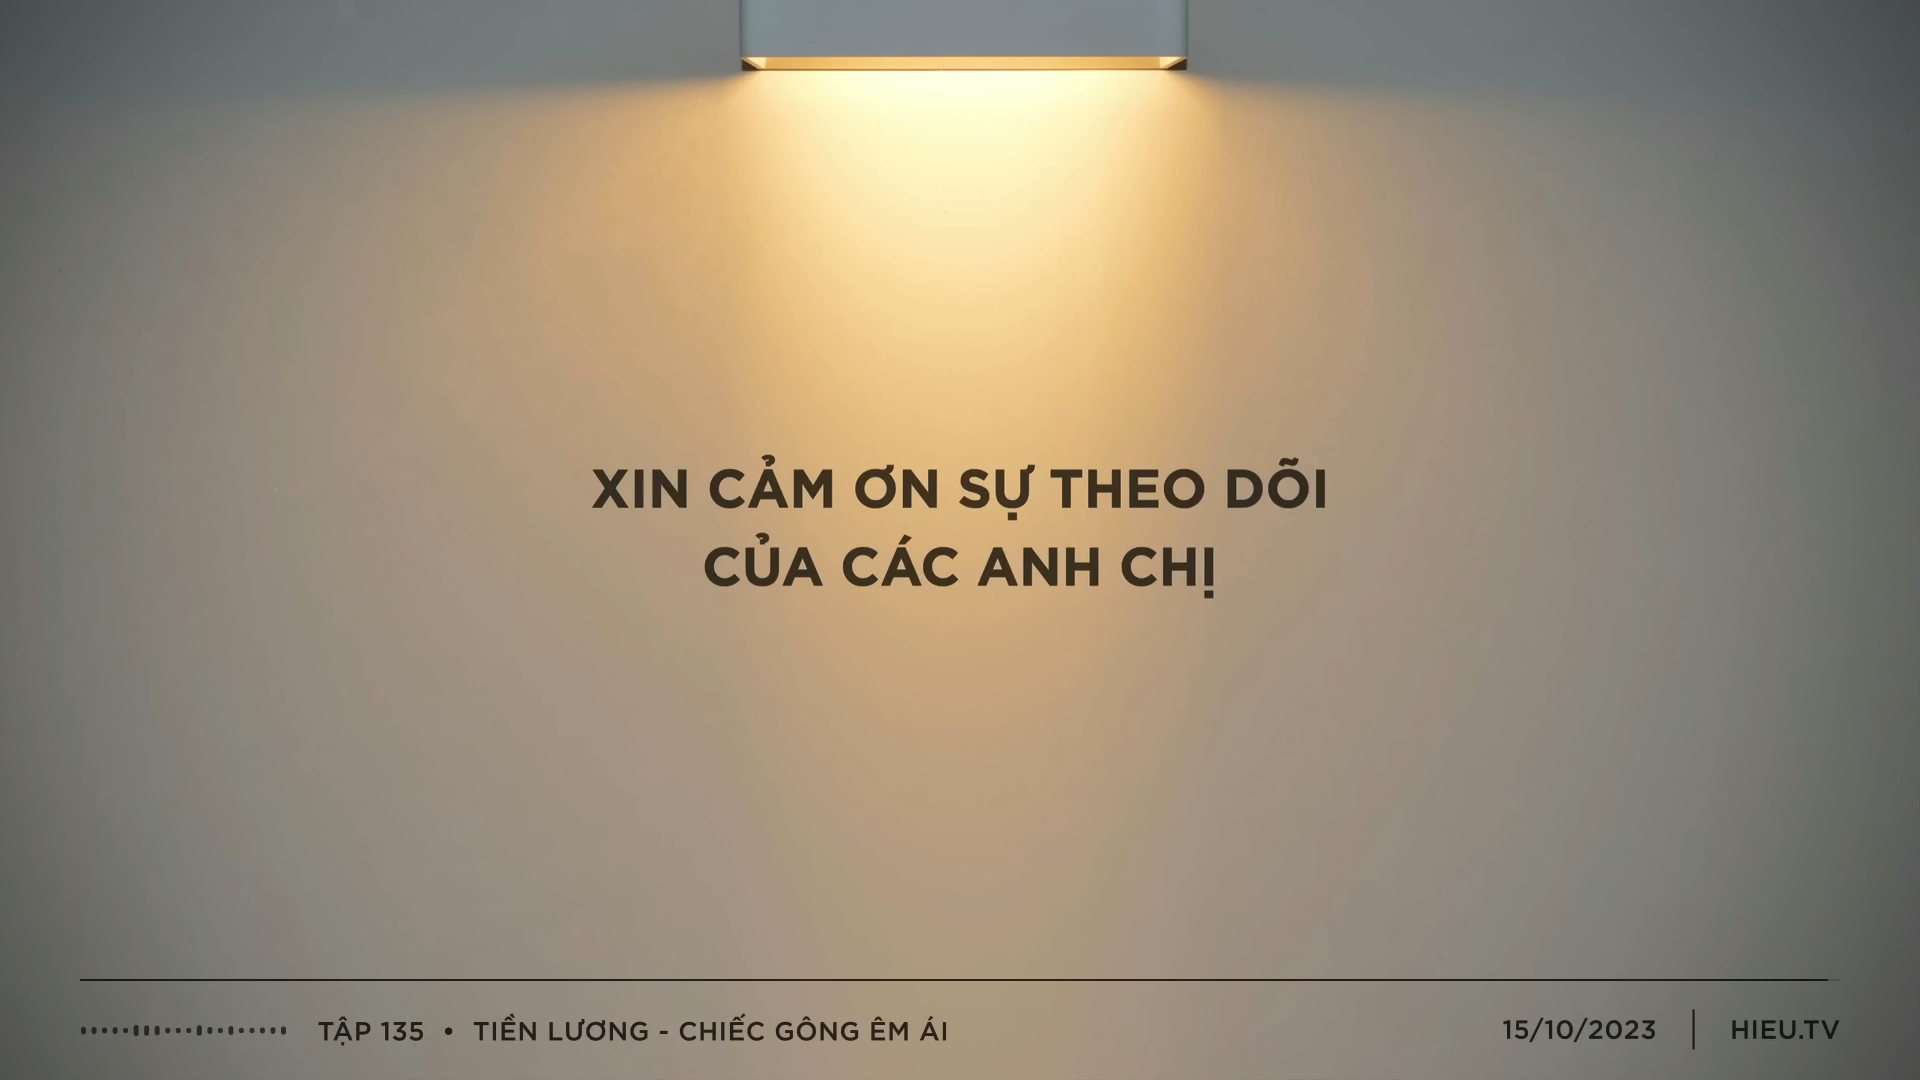 XIN CẢM ƠN SỰ THEO DÕI
CỦA CÁC ANH CHỊ
TẬP 135 • TIỀN LƯƠNG - CHIẾC GÔNG ÊM ÁI
15/10/2023 | HIEU.TV